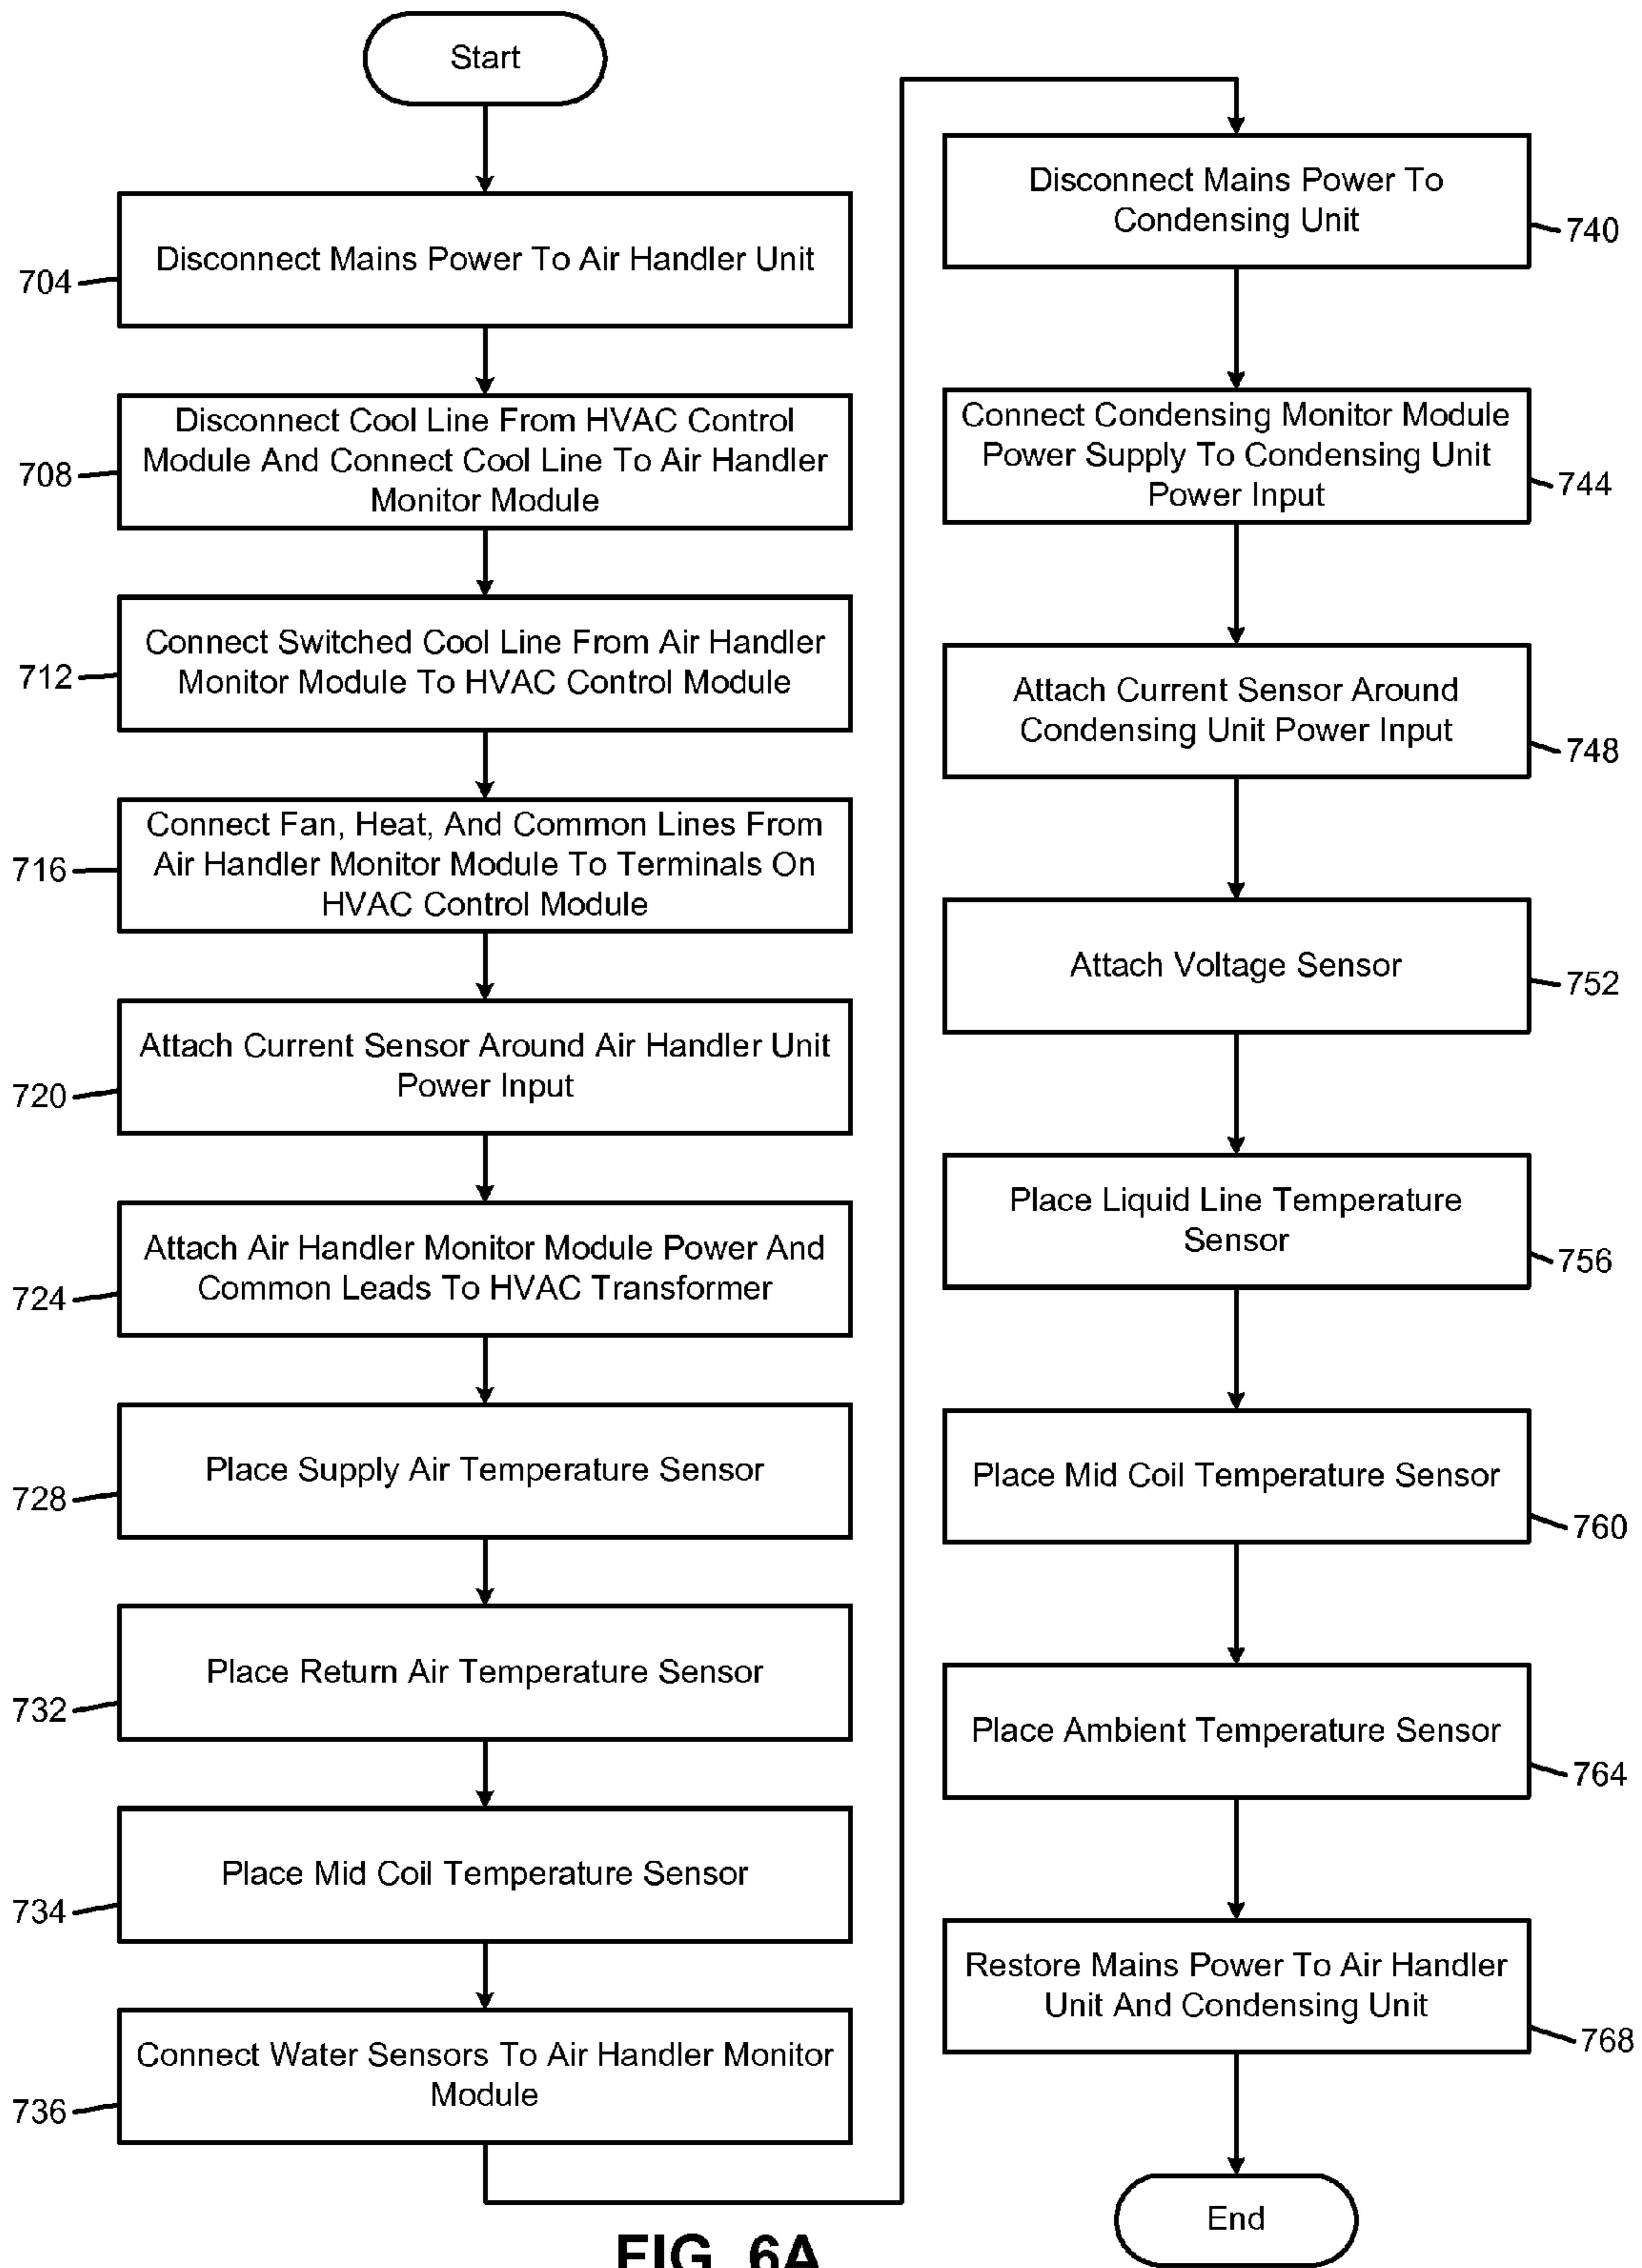 Start
704
Disconnect Mains Power To Air Handler Unit
708
Disconnect Cool Line From HVAC Control
Module And Connect Cool Line To Air Handler
Monitor Module
712
Connect Switched Cool Line From Air Handler
Monitor Module To HVAC Control Module
716
Connect Fan, Heat, And Common Lines From
Air Handler Monitor Module To Terminals On
HVAC Control Module
720
Attach Current Sensor Around Air Handler Unit
Power Input
724
Attach Air Handler Monitor Module Power And
Common Leads To HVAC Transformer
728
Place Supply Air Temperature Sensor
732
Place Return Air Temperature Sensor
734
Place Mid Coil Temperature Sensor
736
Connect Water Sensors To Air Handler Monitor
Module
Disconnect Mains Power To
Condensing Unit
740
Connect Condensing Monitor Module
Power Supply To Condensing Unit
Power Input
744
Attach Current Sensor Around
Condensing Unit Power Input
748
Attach Voltage Sensor
752
Place Liquid Line Temperature
Sensor
756
Place Mid Coil Temperature Sensor
760
Place Ambient Temperature Sensor
764
Restore Mains Power To Air Handler
Unit And Condensing Unit
768
End
FIG. 6A